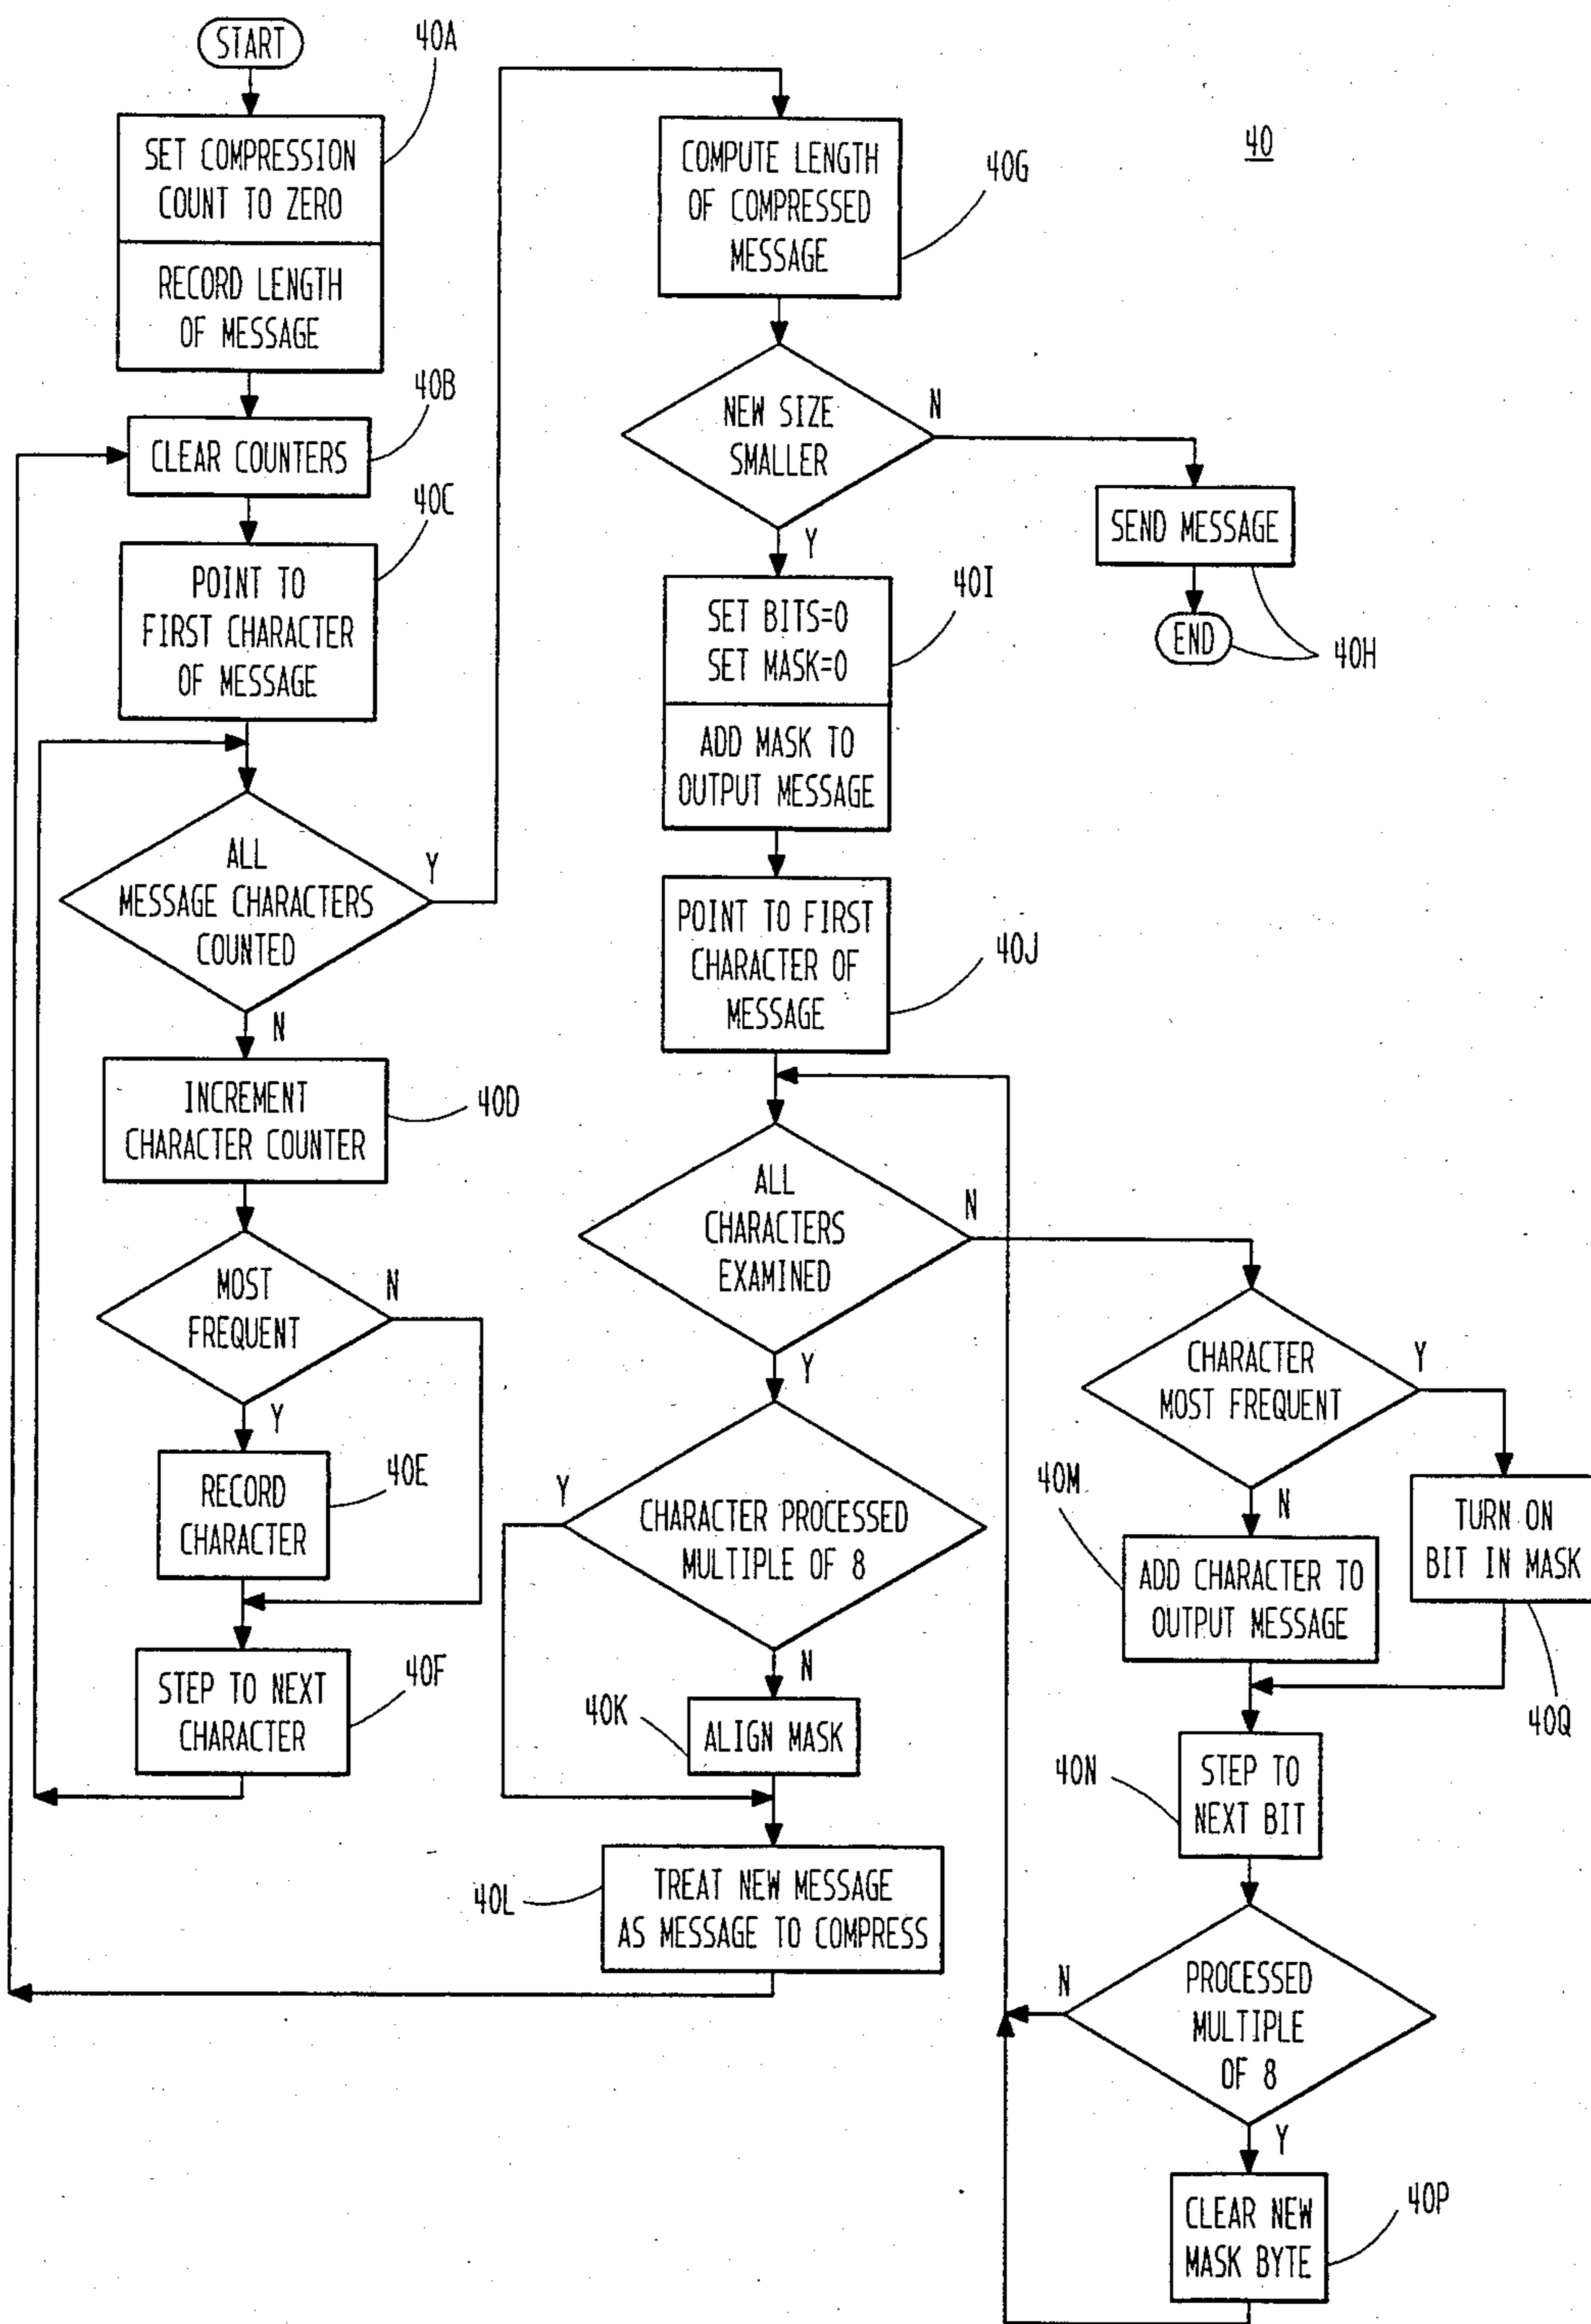 START
40A
SET COMPRESSION
COUNT TO ZERO
RECORD LENGTH
OF MESSAGE
40B
CLEAR COUNTERS
40C
POINT TO
FIRST CHARACTER
OF MESSAGE
ALL
MESSAGE CHARACTERS
COUNTED
Y
N
INCREMENT
CHARACTER COUNTER
40D
MOST
FREQUENT
N
Y
RECORD
CHARACTER
40E
STEP TO NEXT
CHARACTER
40F
40
COMPUTE LENGTH
OF COMPRESSED
MESSAGE
40G
NEW SIZE
SMALLER
N
Y
SEND MESSAGE
END
40H
SET BITS=0
SET MASK=0
40I
ADD MASK TO
OUTPUT MESSAGE
POINT TO FIRST
CHARACTER OF
MESSAGE
40J
ALL
CHARACTERS
EXAMINED
N
Y
CHARACTER PROCESSED
MULTIPLE OF 8
Y
N
40K
ALIGN MASK
40L
TREAT NEW MESSAGE
AS MESSAGE TO COMPRESS
CHARACTER
MOST FREQUENT
Y
N
40M
ADD CHARACTER TO
OUTPUT MESSAGE
TURN ON
BIT IN MASK
40Q
40N
STEP TO
NEXT BIT
PROCESSED
MULTIPLE
OF 8
N
Y
CLEAR NEW
MASK BYTE
40P